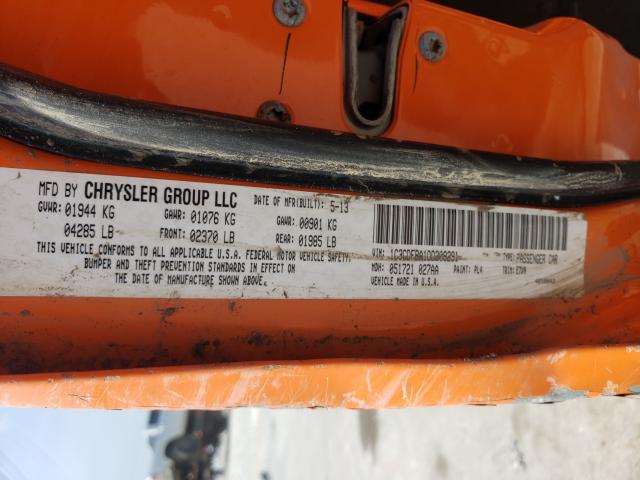 MFD BY CHRYSLER GROUP LLC
DATE OF MFR(BUILT): 5-13
GVWR: 01944 KG
GAWR: 01076 KG
GAWR: 00901 KG
04285 LB
FRONT: 02370 LB
REAR: 01985 LB
THIS VEHICLE CONFORMS TO ALL APPLICABLE U.S.A. FEDERAL MOTOR VEHICLE SAFETY,
BUMPER AND THEFT PREVENTION STANDARDS IN EFFECT ON
THE DATE OF MANUFACTURE SHOWN ABOVE.
VIN:
TYPE: PASSENGER CAR
MDH: 051721 027AA
PAINT: PL4
TRIM:
VEHICLE MADE IN U.S.A.